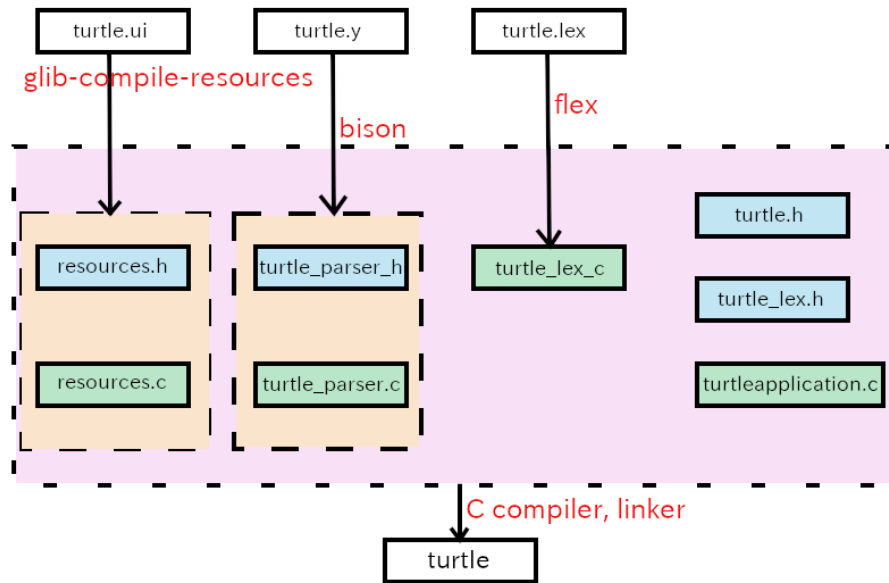 turtle.ui
turtle.y
turtle.lex
glib-compile-resources
bison
flex
resources.h
turtle_parser_h
turtle_lex_c
turtle.h
turtle_lex.h
resources.c
turtle_parser.c
turtleapplication.c
C compiler, linker
turtle